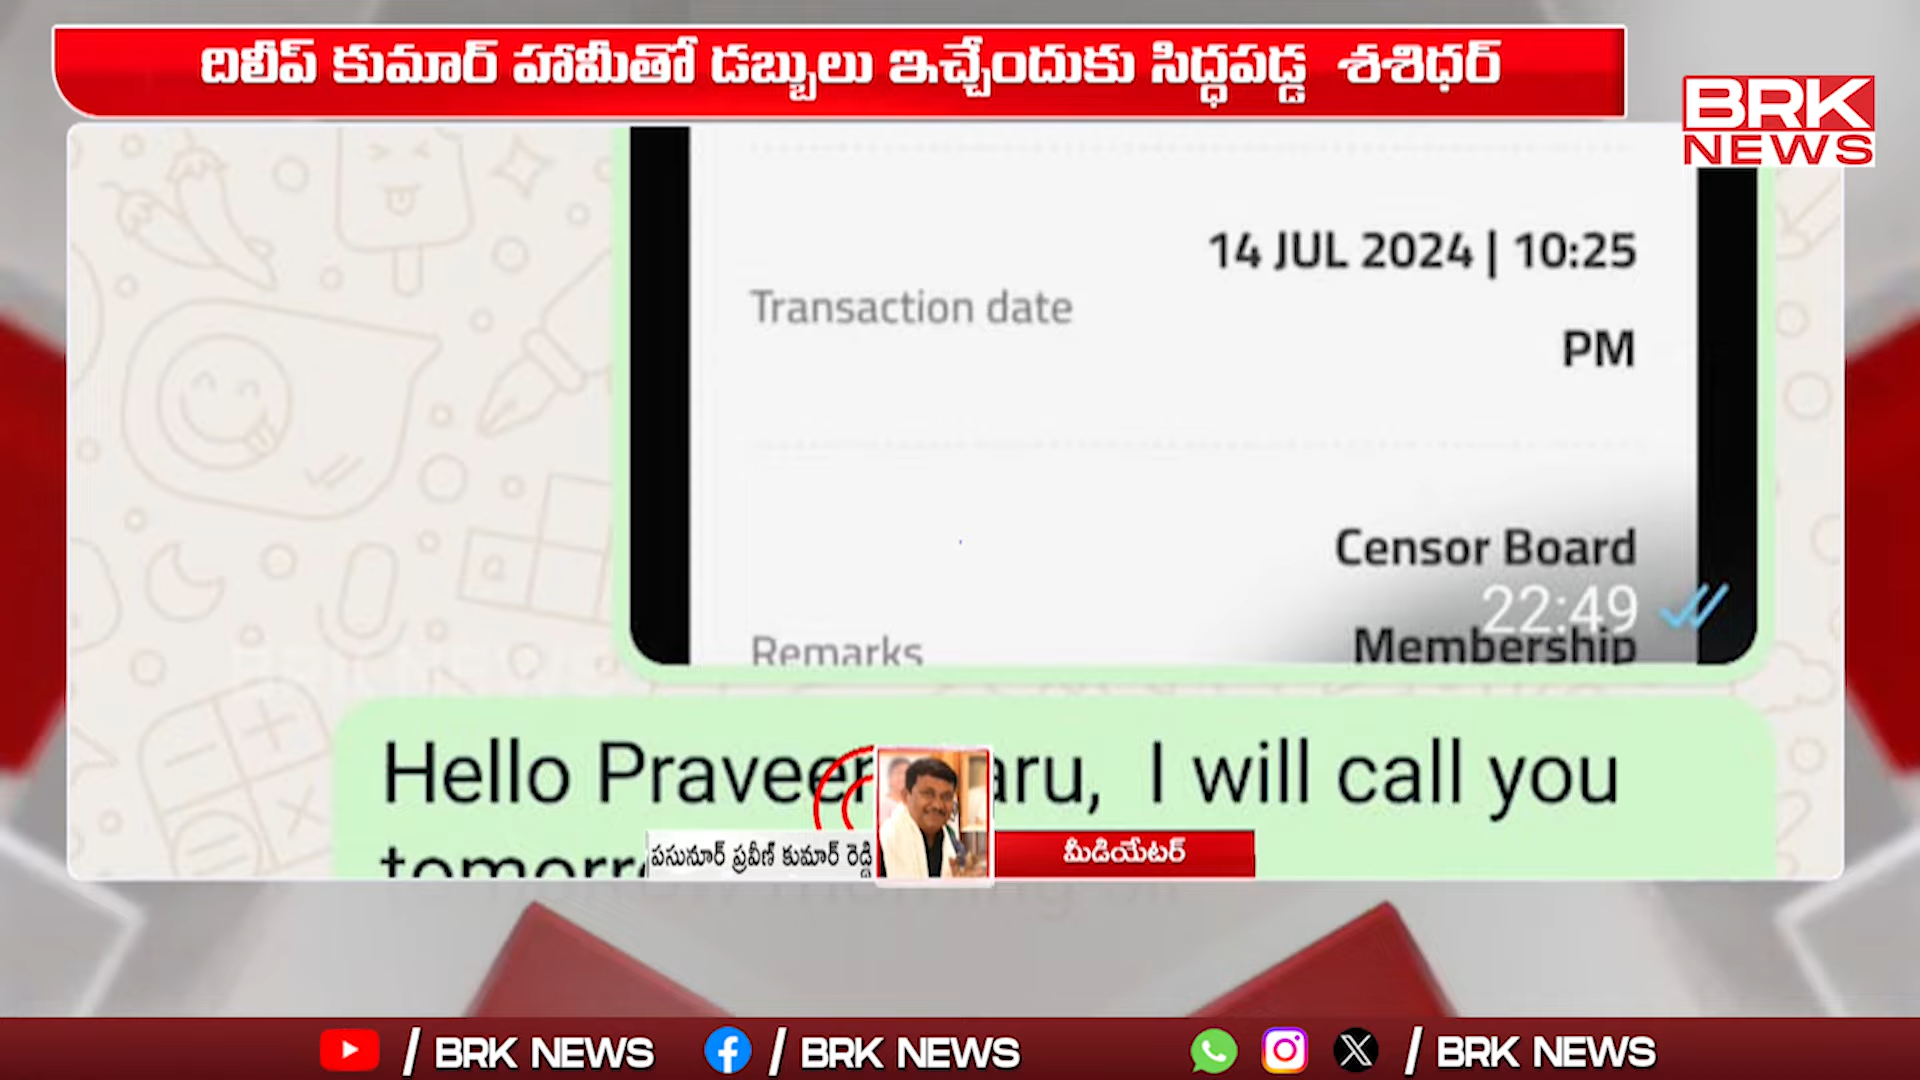 దిలీప్ కుమార్ హామీతో డబ్బులు ఇచ్చేందుకు సిద్ధపడ్డ శశిధర్
BRK
NEWS
14 JUL 2024 | 10:25
Transaction date
PM
Censor Board
22:49
Remarks
Membership
Hello Praveen aru, I will call you
పసునూర్ ప్రవీణ్ కుమార్ రెడ్డి
మీడియేటర్
/ BRK NEWS / BRK NEWS / BRK NEWS